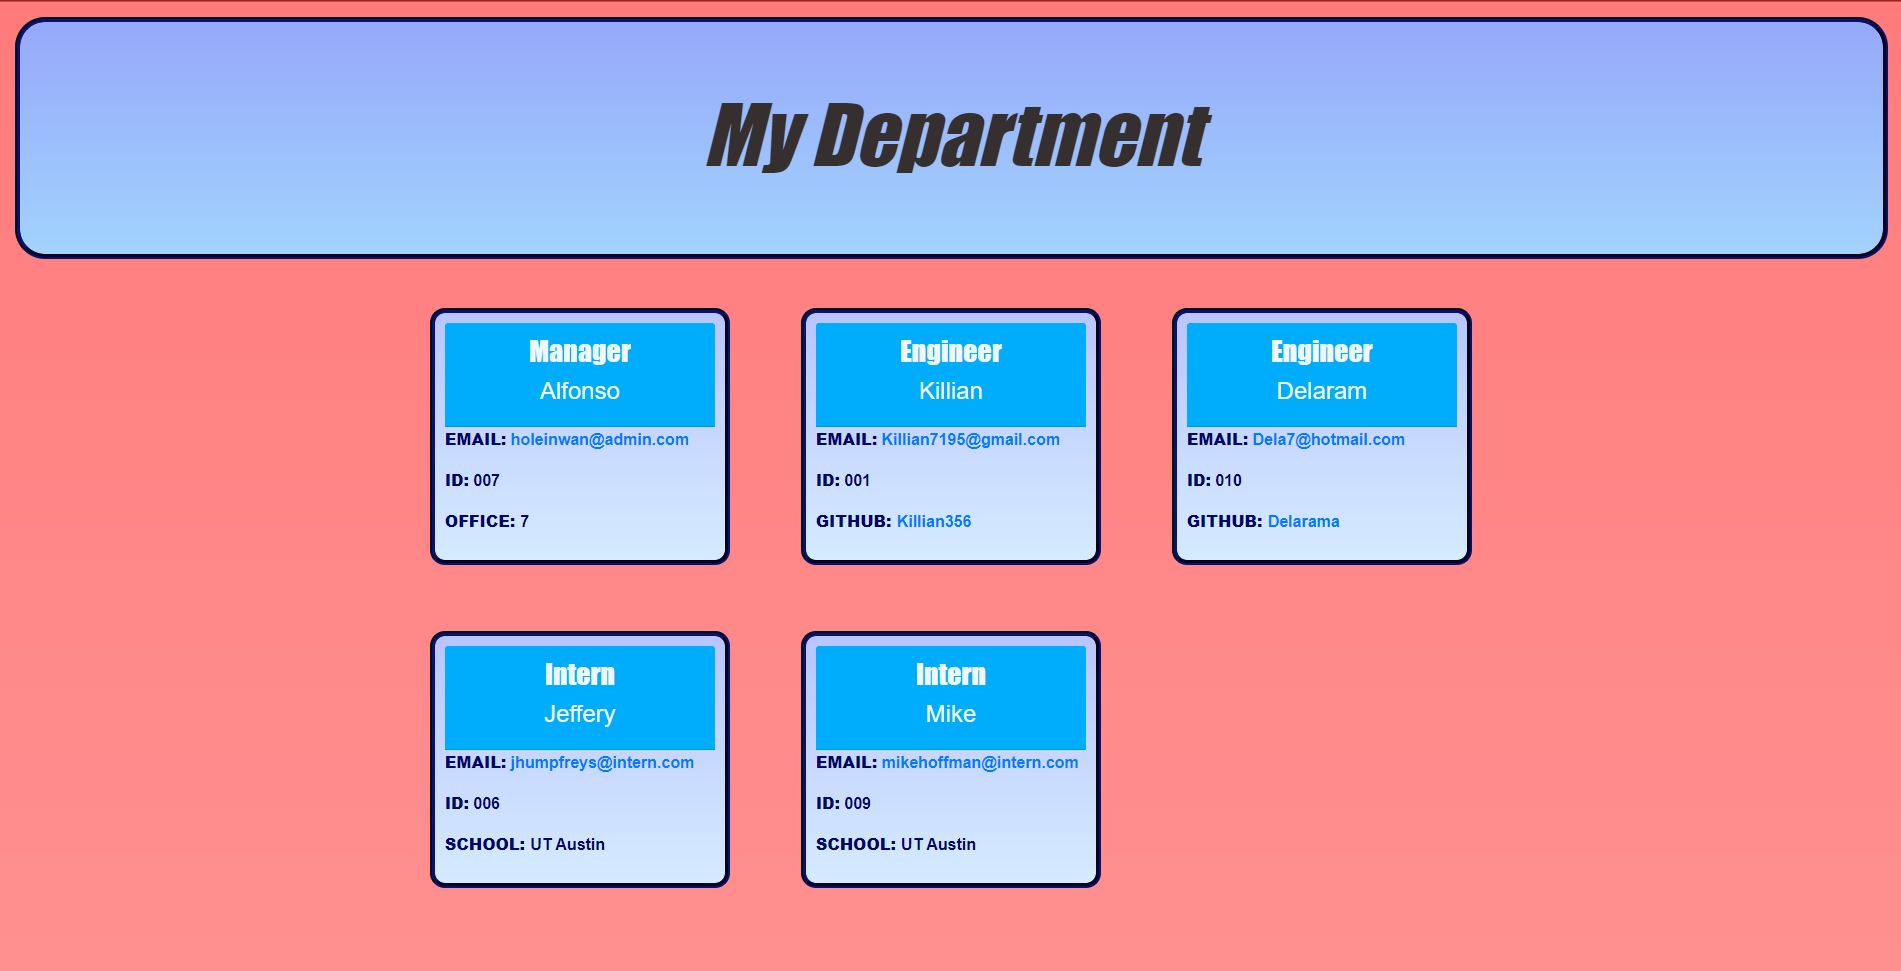 My Department
Manager
Alfonso
EMAIL: holeinwan@admin.com
ID: 007
OFFICE: 7
Engineer
Killian
EMAIL: Killian7195@gmail.com
ID: 001
GITHUB: Killian356
Engineer
Delaram
EMAIL: Dela7@hotmail.com
ID: 010
GITHUB: Delarama
Intern
Jeffery
EMAIL: jhumpfreys@intern.com
ID: 006
SCHOOL: UT Austin
Intern
Mike
EMAIL: mikehoffman@intern.com
ID: 009
SCHOOL: UT Austin